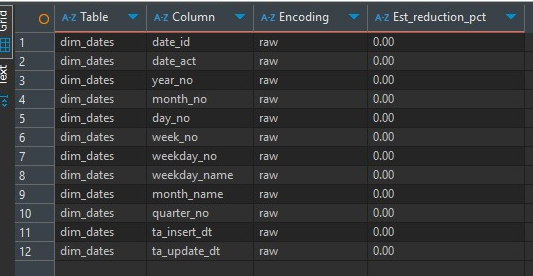 Grid
Text
A-Z Table A-Z Column A-Z Encoding A-Z Est_reduction_pct
1 dim_dates date_id raw 0.00
2 dim_dates date_act raw 0.00
3 dim_dates year_no raw 0.00
4 dim_dates month_no raw 0.00
5 dim_dates day_no raw 0.00
6 dim_dates week_no raw 0.00
7 dim_dates weekday_no raw 0.00
8 dim_dates weekday_name raw 0.00
9 dim_dates month_name raw 0.00
10 dim_dates quarter_no raw 0.00
11 dim_dates ta_insert_dt raw 0.00
12 dim_dates ta_update_dt raw 0.00